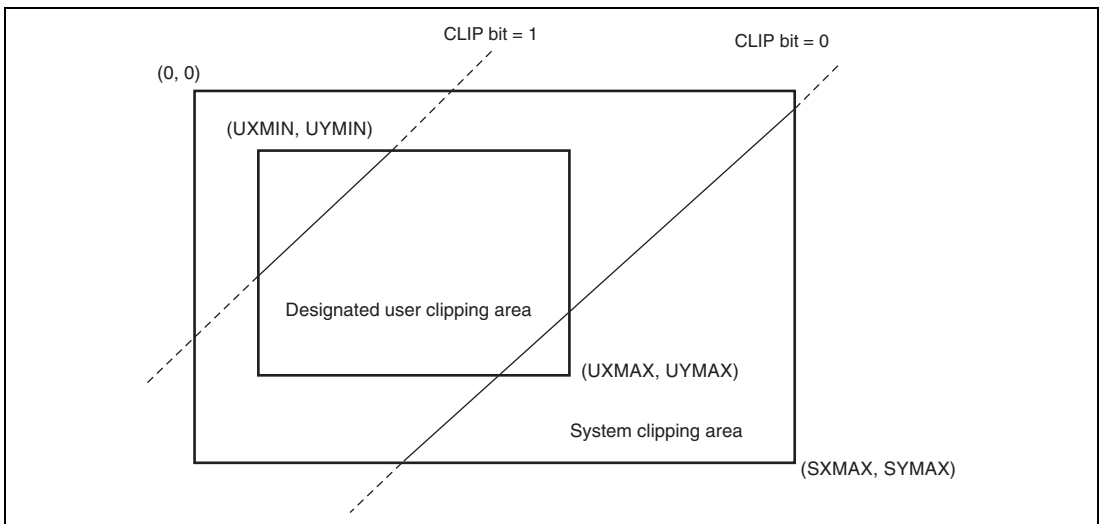 CLIP bit = 1
CLIP bit = 0
(0, 0)
(UXMIN, UYMIN)
Designated user clipping area
(UXMAX, UYMAX)
System clipping area
(SXMAX, SYMAX)